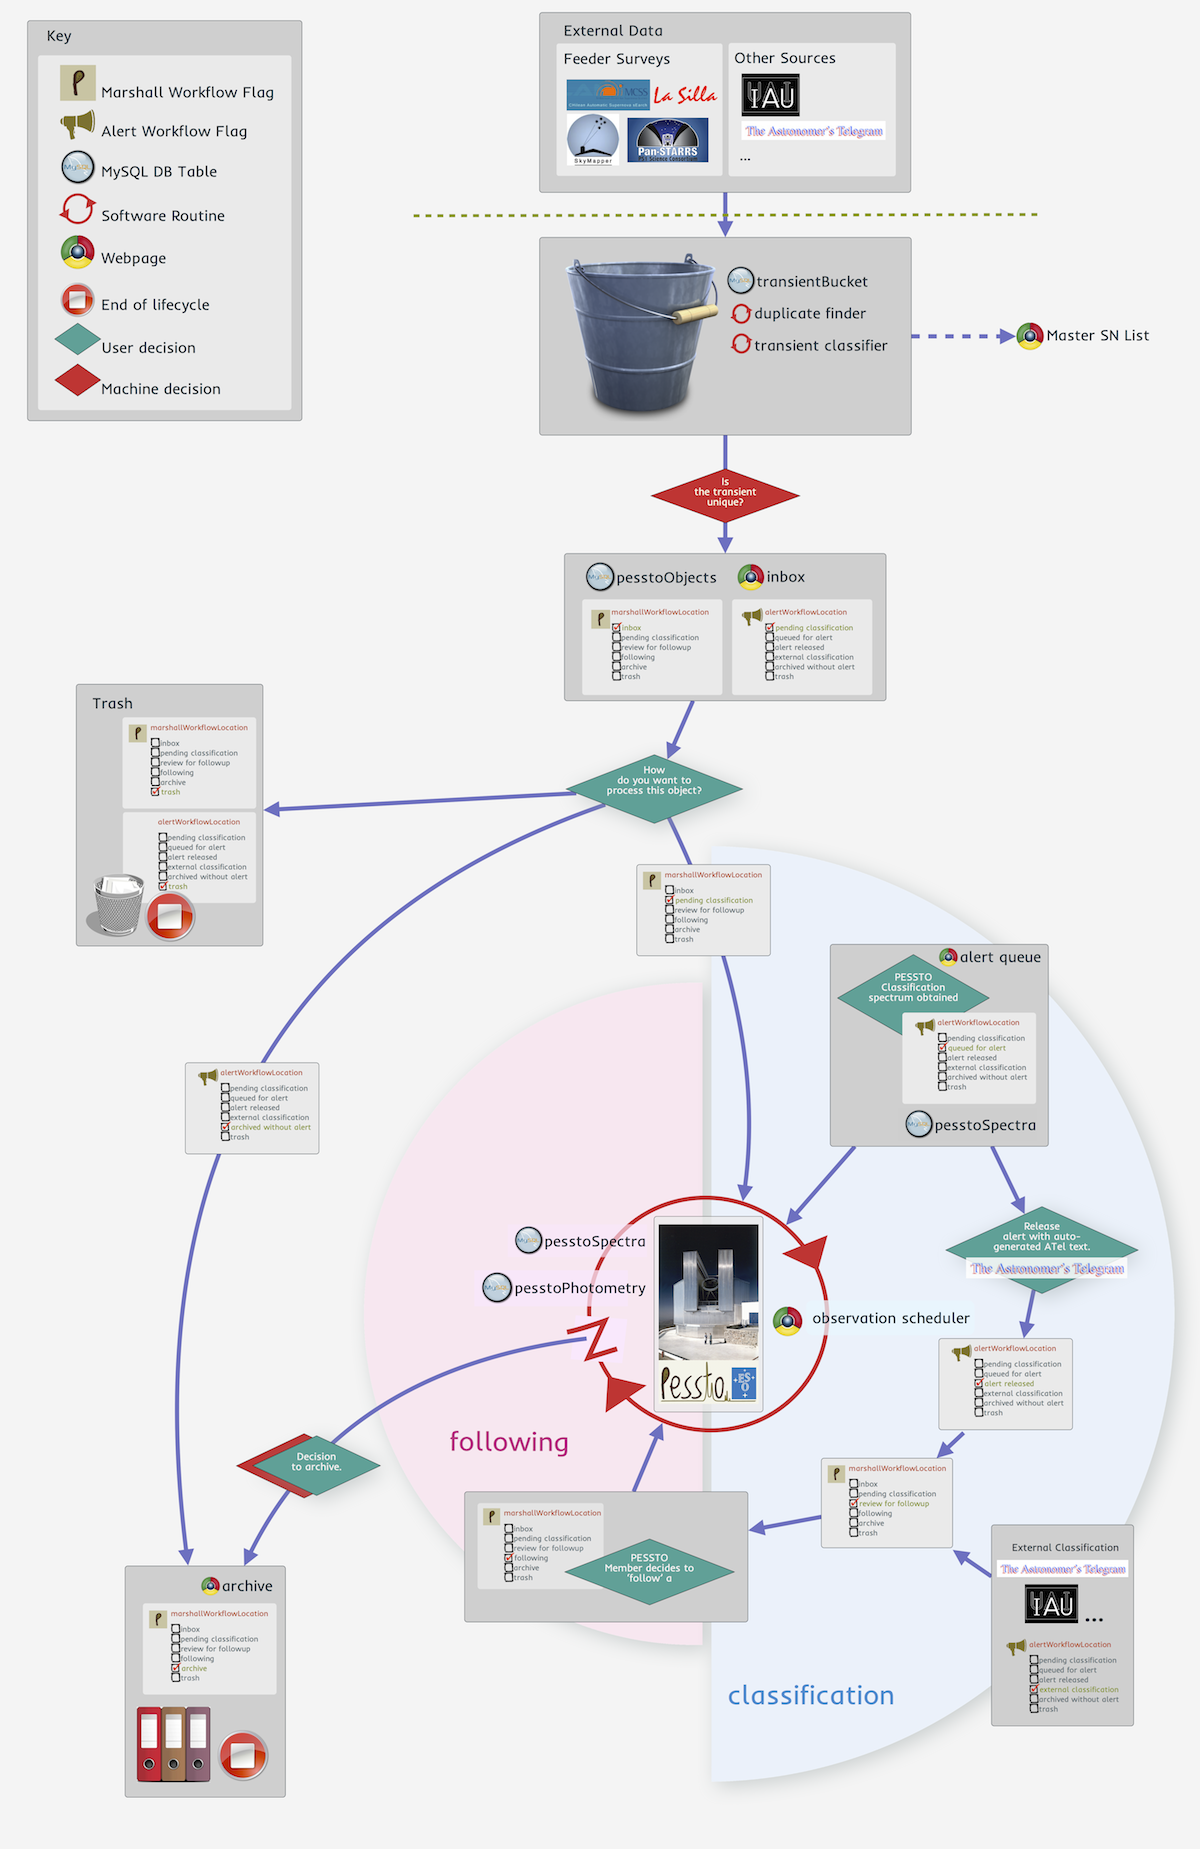 Key
Marshall Workflow Flag
Alert Workflow Flag
MySQL DB Table
Software Routine
Webpage
End of lifecycle
User decision
Machine decision
External Data
Feeder Surveys
MCSS
La Silla
SkyMapper
Pan-STARRS
PS1 Science Consortium
Other Sources
IAU
The Astronomer's Telegram
...
transientBucket
duplicate finder
transient classifier
Master SN List
Is
the transient
unique?
pesstoObjects
inbox
marshallWorkflowLocation
inbox
pending classification
review for followup
following
archive
trash
alertWorkflowLocation
pending classification
queued for alert
alert released
external classification
archived without alert
trash
Trash
marshallWorkflowLocation
inbox
pending classification
review for followup
following
archive
trash
alertWorkflowLocation
pending classification
queued for alert
alert released
external classification
archived without alert
trash
How
do you want to
process this object?
marshallWorkflowLocation
inbox
pending classification
review for followup
following
archive
trash
alert queue
PESSTO
Classification
spectrum obtained
alertWorkflowLocation
pending classification
queued for alert
alert released
external classification
archived without alert
trash
pesstoSpectra
alertWorkflowLocation
pending classification
queued for alert
alert released
external classification
archived without alert
trash
Release
alert with auto-
generated ATel text.
The Astronomer's Telegram
pesstoSpectra
pesstoPhotometry
observation scheduler
Pessto
ESO
alertWorkflowLocation
pending classification
queued for alert
alert released
external classification
archived without alert
trash
following
Decision
to archive.
marshallWorkflowLocation
inbox
pending classification
review for followup
following
archive
trash
marshallWorkflowLocation
inbox
pending classification
review for followup
following
archive
trash
PESSTO
Member decides to
'follow' a
External Classification
The Astronomer's Telegram
IAU
...
alertWorkflowLocation
pending classification
queued for alert
alert released
external classification
archived without alert
trash
archive
marshallWorkflowLocation
inbox
pending classification
review for followup
following
archive
trash
classification